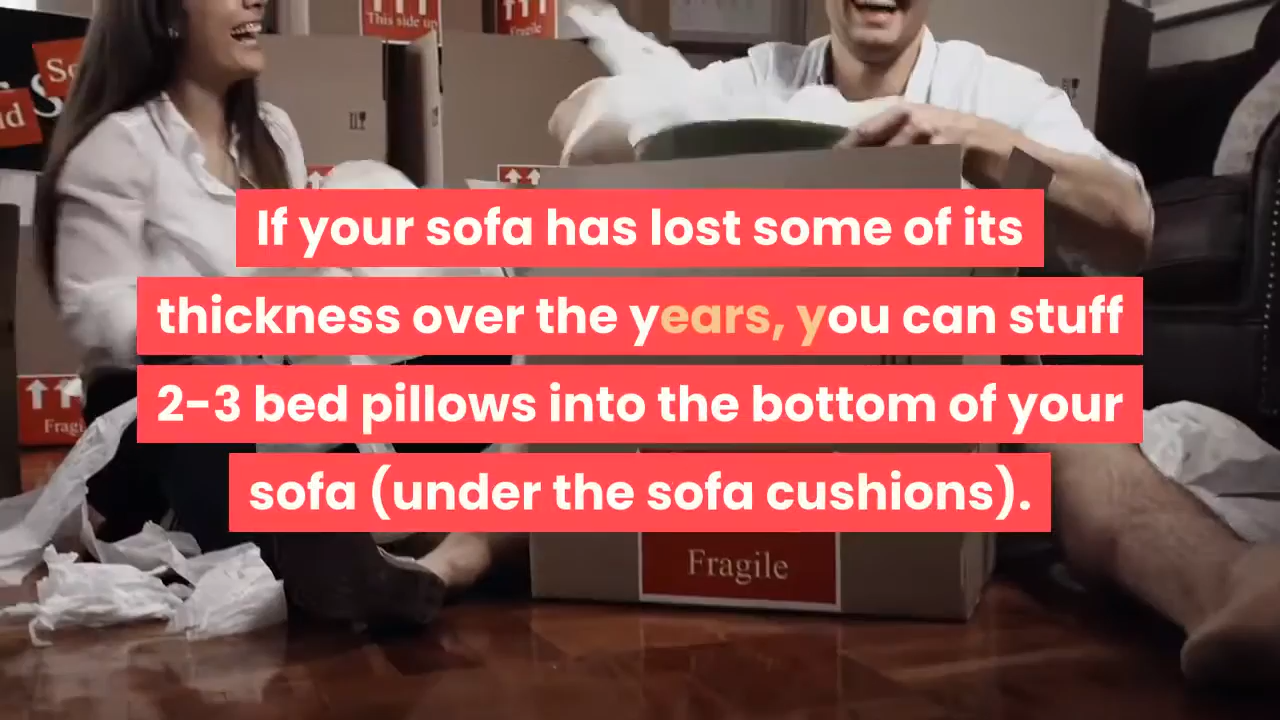 This side up
Fragile
If your sofa has lost some of its
thickness over the years, you can stuff
2-3 bed pillows into the bottom of your
sofa (under the sofa cushions).
Fragile